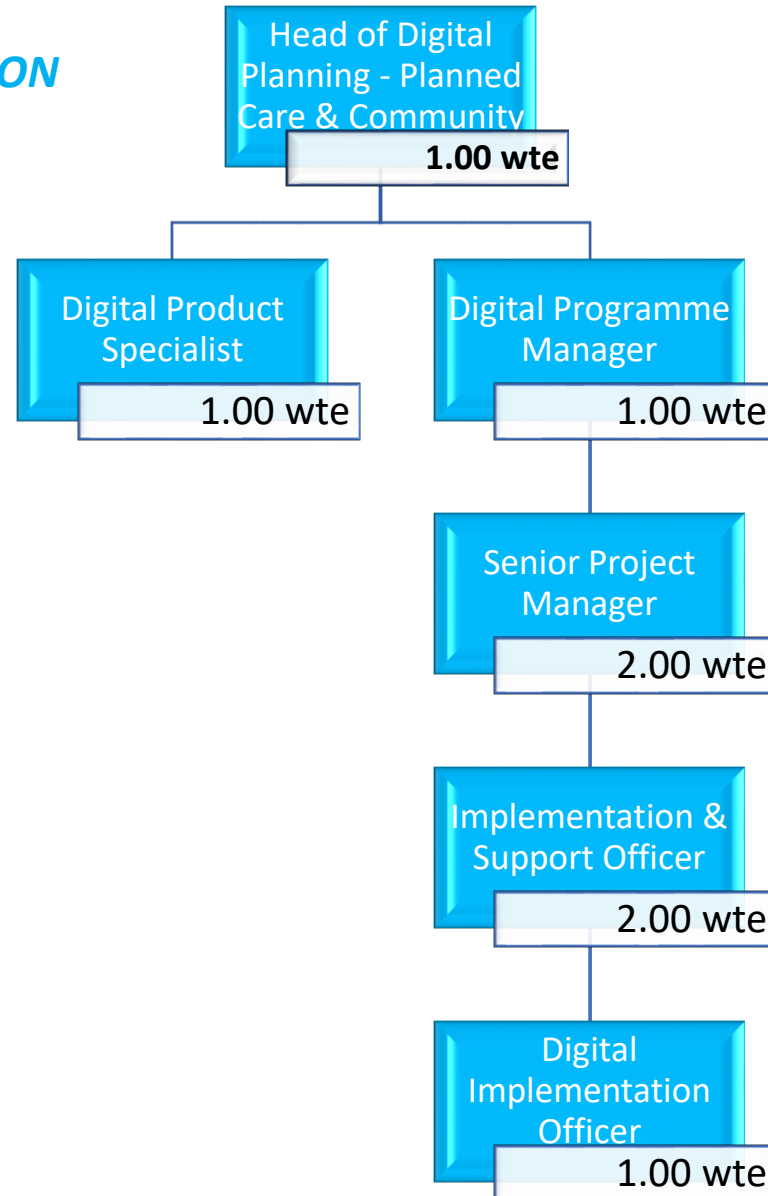 ON
Head of Digital
Planning - Planned
Care & Community
1.00 wte
Digital Product
Specialist
1.00 wte
Digital Programme
Manager
1.00 wte
Senior Project
Manager
2.00 wte
Implementation &
Support Officer
2.00 wte
Digital
Implementation
Officer
1.00 wte